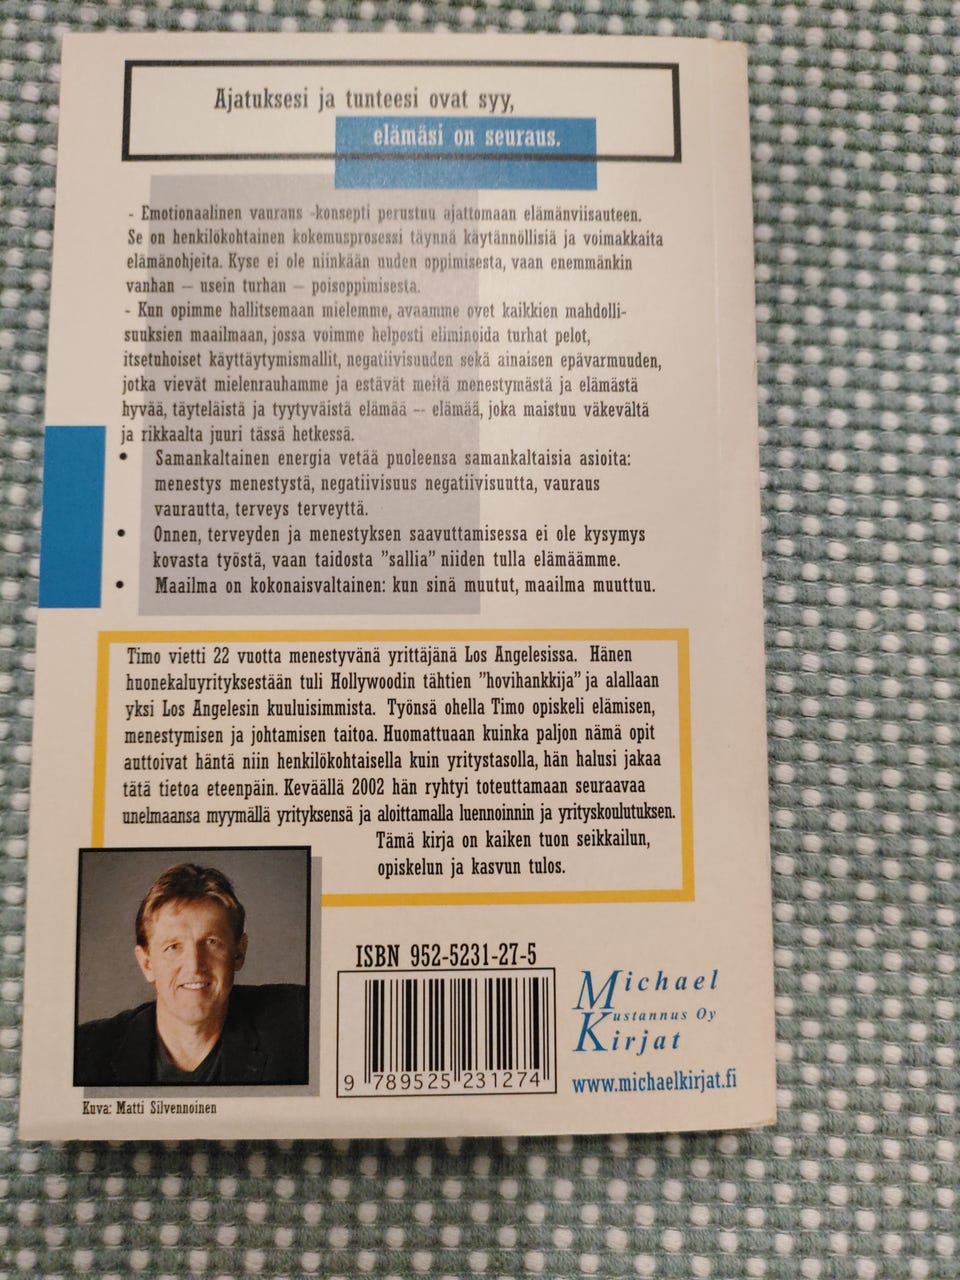 Ajatuksesi ja tunteesi ovat syy,
elämäsi on seuraus.
- Emotionaalinen vauraus -konsepti perustuu ajattomaan elämänviisauteen.
Se on henkilökohtainen kokemusprosessi täynnä käytännöllisiä ja voimakkaita
elämänohjeita. Kyse ei ole niinkään uuden oppimisesta, vaan enemmänkin
vanhan – usein turhan – poisoppimisesta.
- Kun opimme hallitsemaan mielemme, avaamme ovet kaikkien mahdolli-
suuksien maailmaan, jossa voimme helposti eliminoida turhat pelot,
itsetuhoiset käyttäytymismallit, negatiivisuuden sekä ainaisen epävarmuuden,
jotka vievät mielenrauhamme ja estävät meitä menestymästä ja elämästä
hyvää, täyteläistä ja tyytyväistä elämää -- elämää, joka maistuu väkevältä
ja rikkaalta juuri tässä hetkessä.
• Samankaltainen energia vetää puoleensa samankaltaisia asioita:
menestys menestystä, negatiivisuus negatiivisuutta, vauraus
vaurautta, terveys terveyttä.
• Onnen, terveyden ja menestyksen saavuttamisessa ei ole kysymys
kovasta työstä, vaan taidosta ”sallia” niiden tulla elämäämme.
• Maailma on kokonaisvaltainen: kun sinä muutut, maailma muuttuu.
Timo vietti 22 vuotta menestyvänä yrittäjänä Los Angelesissa. Hänen
huonekaluyrityksestään tuli Hollywoodin tähtien ”hovihankkija” ja alallaan
yksi Los Angelesin kuuluisimmista. Työnsä ohella Timo opiskeli elämisen,
menestymisen ja johtamisen taitoa. Huomattuaan kuinka paljon nämä opit
auttoivat häntä niin henkilökohtaisella kuin yritystasolla, hän halusi jakaa
tätä tietoa eteenpäin. Keväällä 2002 hän ryhtyi toteuttamaan seuraavaa
unelmaansa myymällä yrityksensä ja aloittamalla luennoinnin ja yrityskoulutuksen.
Tämä kirja on kaiken tuon seikkailun,
opiskelun ja kasvun tulos.
ISBN 952-5231-27-5
9 789525 231274
Michael
Kustannus Oy
Kirjat
www.michaelkirjat.fi
Kuva: Matti Silvennoinen